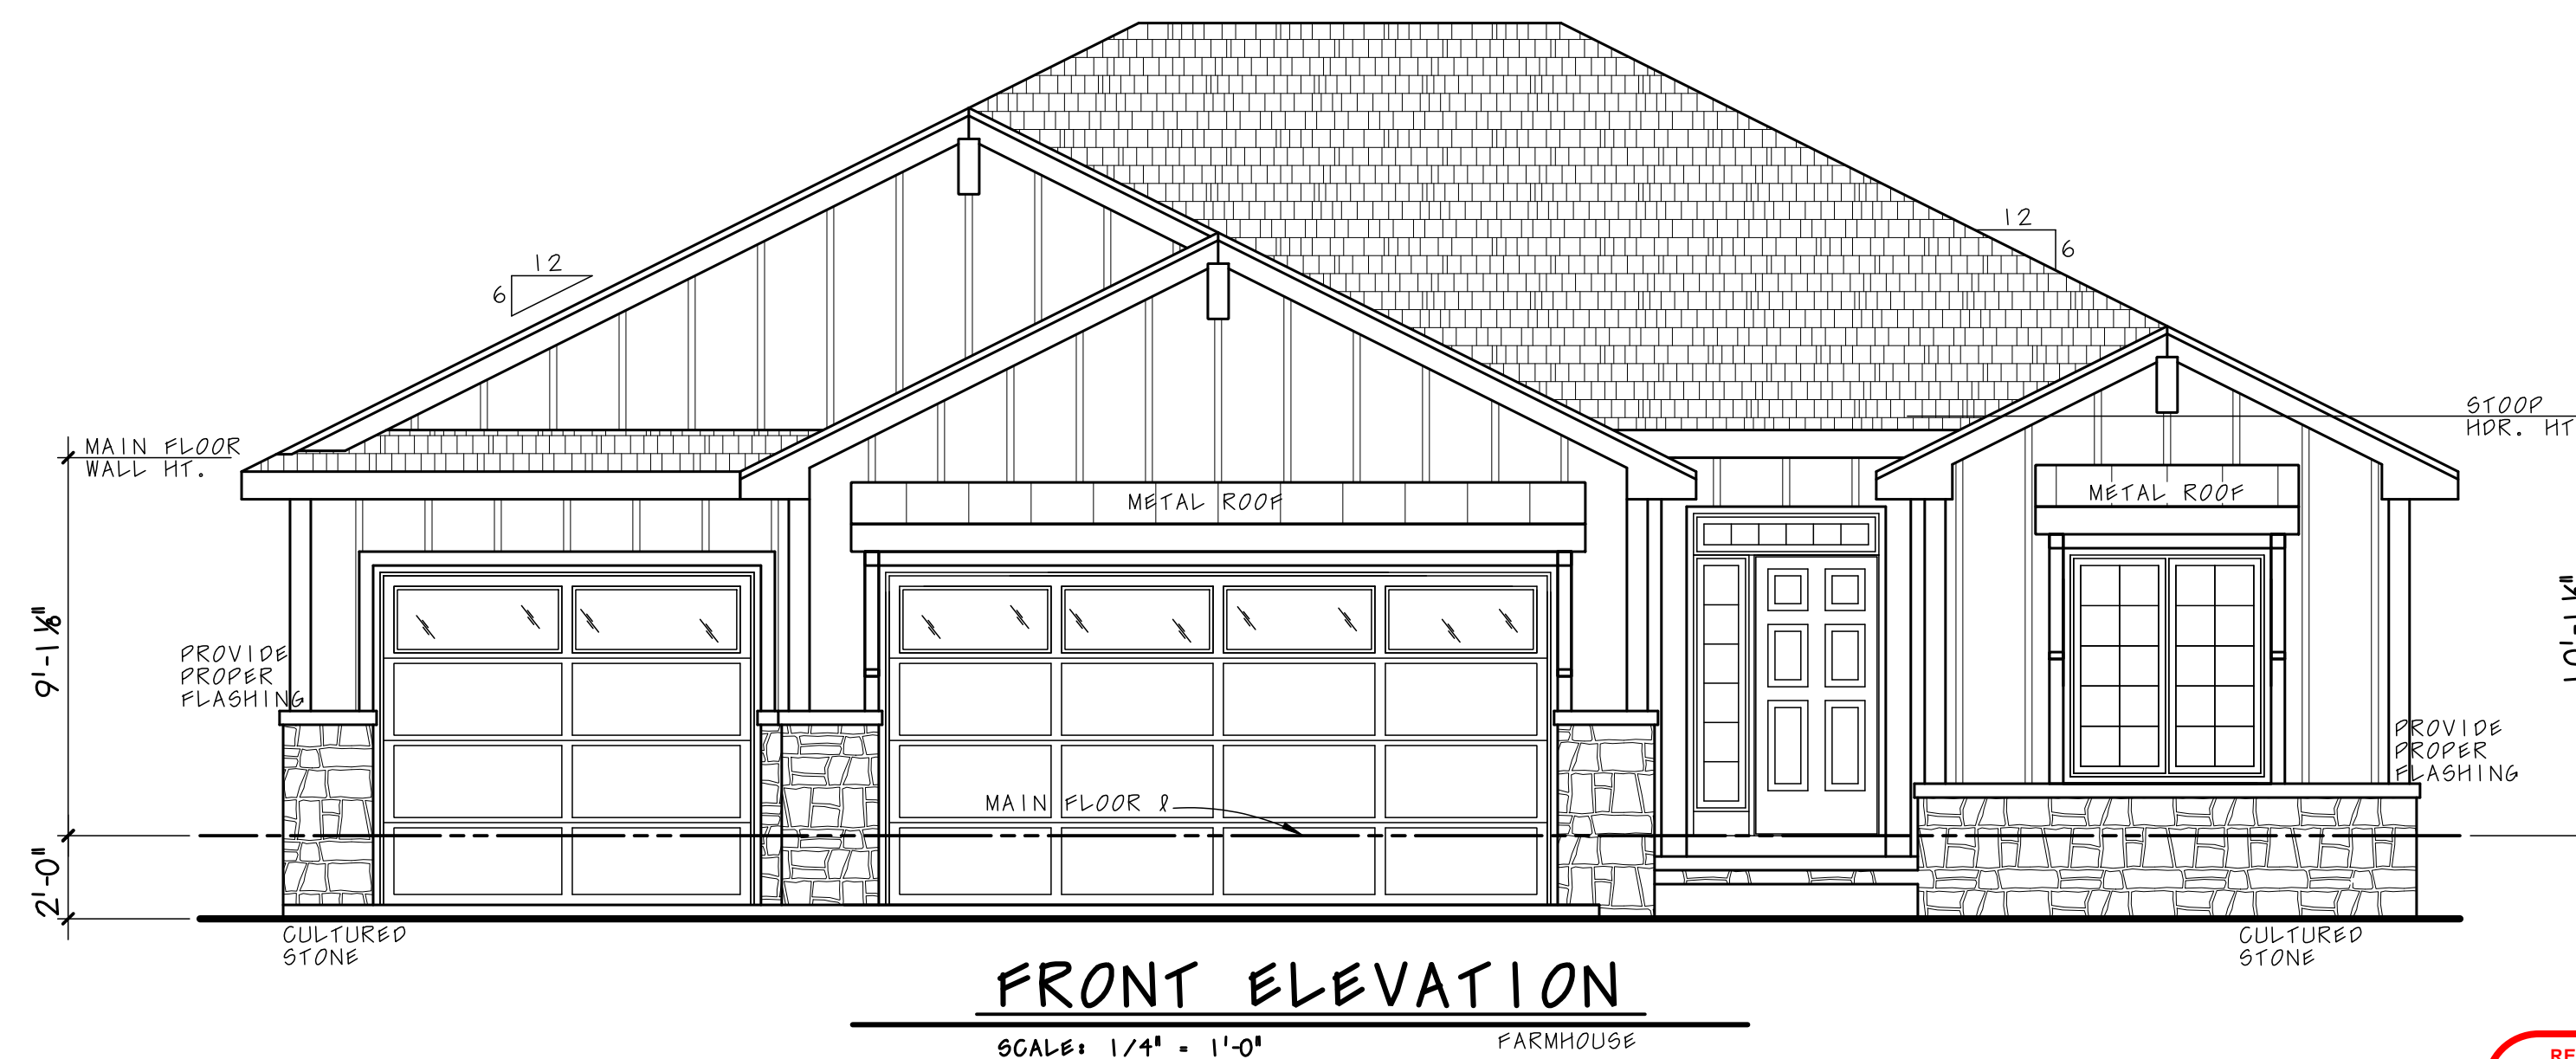 12
6
12
6
STOOP
HDR. HT
MAIN FLOOR
WALL HT.
METAL ROOF
METAL ROOF
9'-1⅛"
PROVIDE
PROPER
FLASHING
PROVIDE
PROPER
FLASHING
MAIN FLOOR
2'-0"
CULTURED
STONE
CULTURED
STONE
FRONT ELEVATION
SCALE: 1/4" = 1'-0"
FARMHOUSE